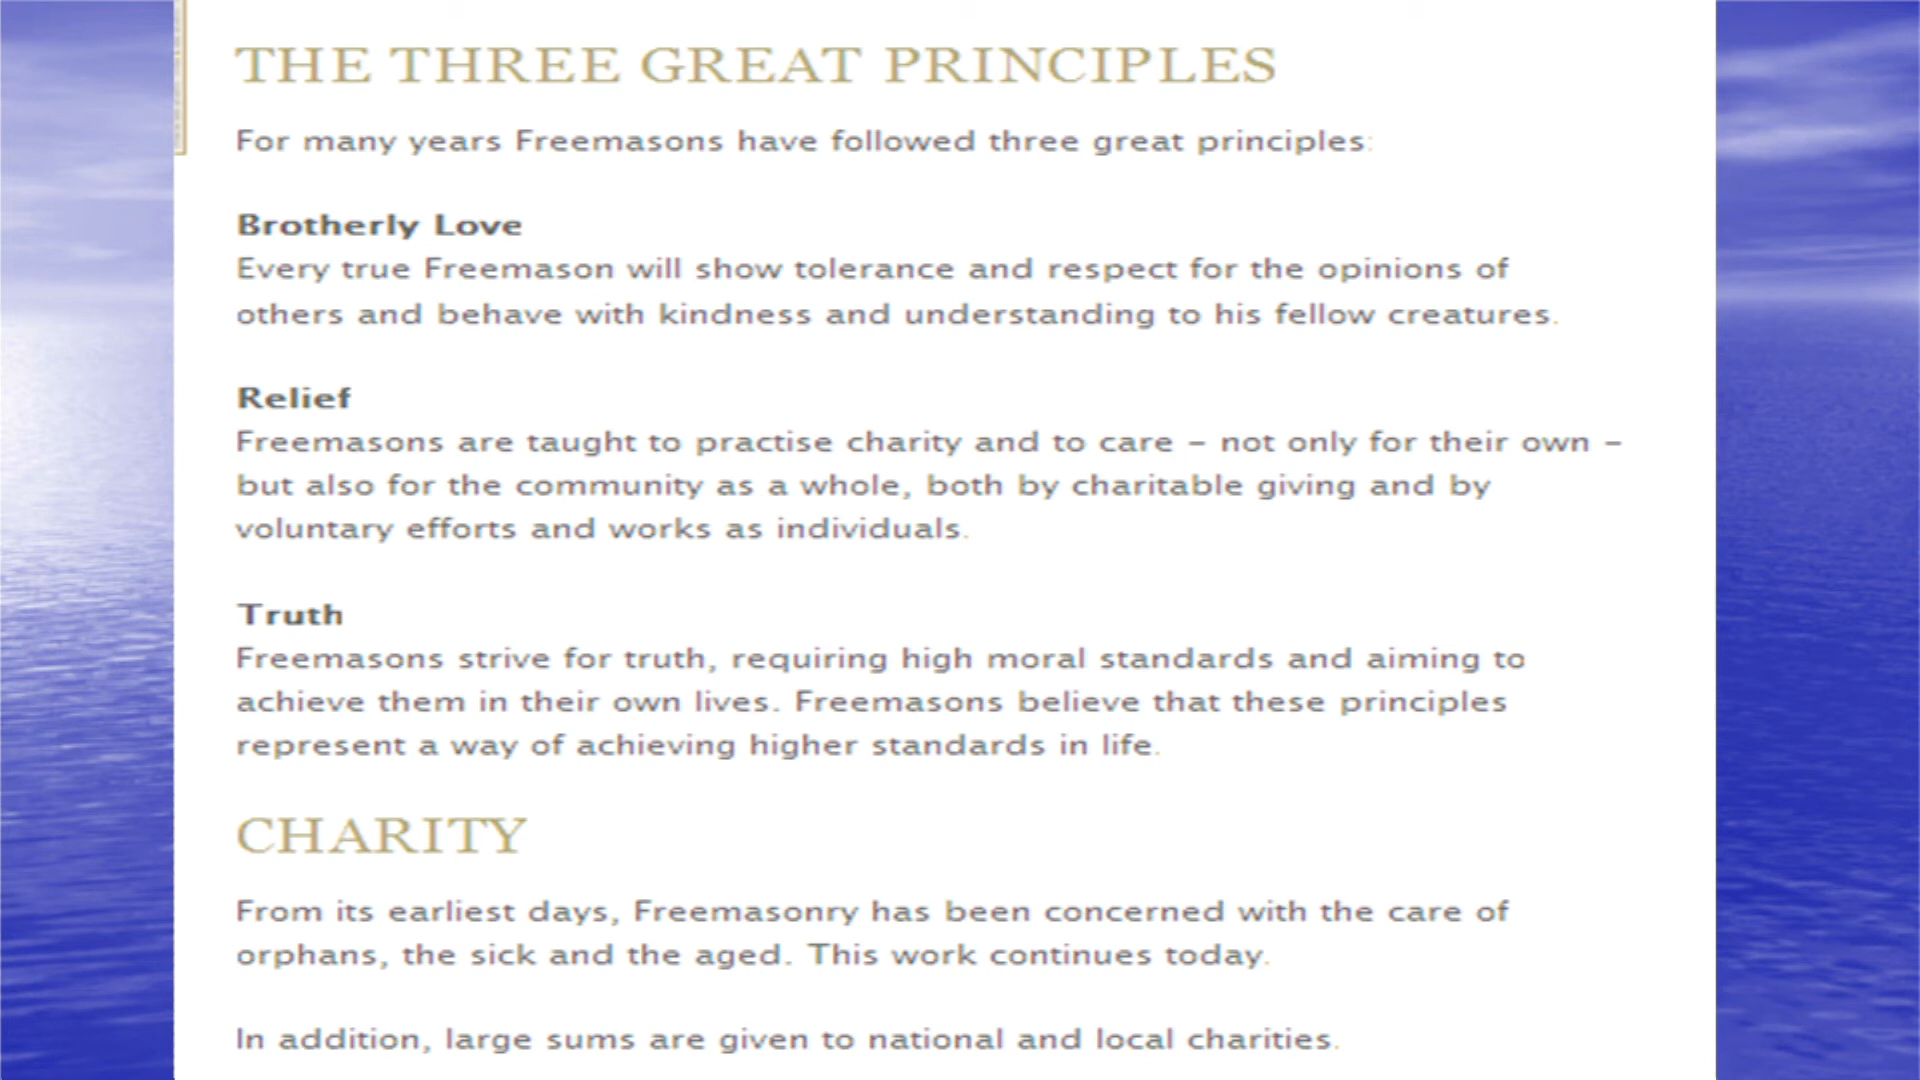 THE THREE GREAT PRINCIPLES
For many years Freemasons have followed three great principles:
Brotherly Love
Every true Freemason will show tolerance and respect for the opinions of
others and behave with kindness and understanding to his fellow creatures.
Relief
Freemasons are taught to practise charity and to care – not only for their own –
but also for the community as a whole, both by charitable giving and by
voluntary efforts and works as individuals.
Truth
Freemasons strive for truth, requiring high moral standards and aiming to
achieve them in their own lives. Freemasons believe that these principles
represent a way of achieving higher standards in life.
CHARITY
From its earliest days, Freemasonry has been concerned with the care of
orphans, the sick and the aged. This work continues today.
In addition, large sums are given to national and local charities.